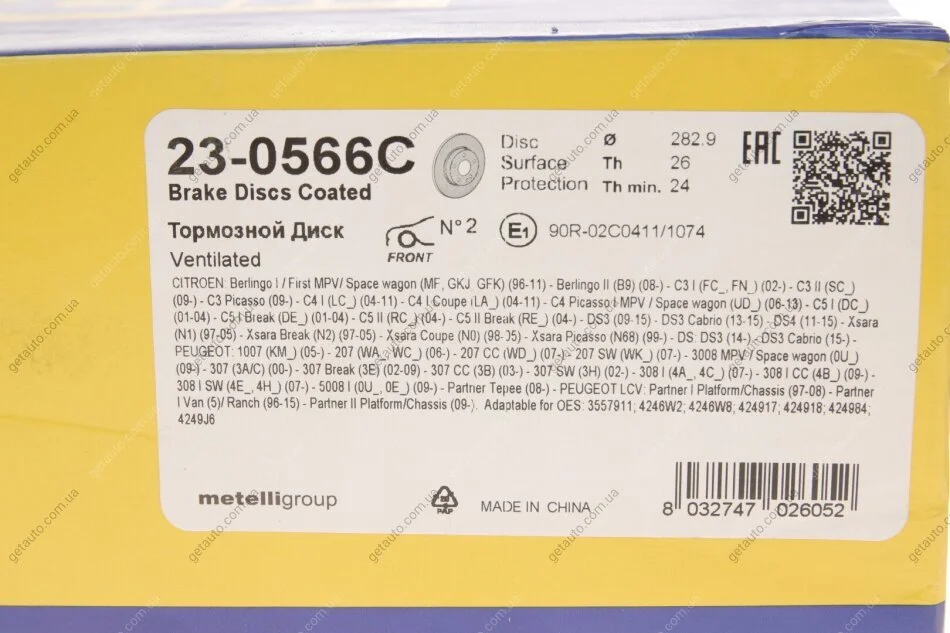 23-0566C
Brake Discs Coated
Disc Ø 282.9
Surface Th 26
Protection Th min. 24
EAC
Тормозной Диск
FRONT
N° 2
E1 90R-02C0411/1074
Ventilated
CITROEN: Berlingo I / First MPV/ Space wagon (MF, GKJ GFK) (96-11) - Berlingo II (B9) (08-) - C3 I (FC_, FN_) (02-) - C3 II (SC_)
(09-) - C3 Picasso (09-) - C4 I (LC_) (04-11) - C4 I Coupe (LA_) (04-11) - C4 Picasso I MPV / Space wagon (UD_) (06-13) - C5 I (DC_)
(01-04) - C5 I Break (DE_) (01-04) - C5 II (RC_) (04-) - C5 II Break (RE_) (04-) - DS3 (09-15) - DS3 Cabrio (13-15) - DS4 (11-15) - Xsara
(N1) (97-05) - Xsara Break (N2) (97-05) - Xsara Coupe (N0) (98-05) - Xsara Picasso (N68) (99-) - DS: DS3 (14-) - DS3 Cabrio (15-) -
PEUGEOT: 1007 (KM_) (05-) - 207 (WA_, WC_) (06-) - 207 CC (WD_) (07-) - 207 SW (WK_) (07-) - 3008 MPV / Space wagon (0U_)
(09-) - 307 (3A/C) (00-) - 307 Break (3E) (02-09) - 307 CC (3B) (03-) - 307 SW (3H) (02-) - 308 I (4A_, 4C_) (07-) - 308 I CC (4B_) (09-) -
308 I SW (4E_, 4H_) (07-) - 5008 I (0U_, 0E_) (09-) - Partner Tepee (08-) - PEUGEOT LCV: Partner I Platform/Chassis (97-08) - Partner
I Van (5)/ Ranch (96-15) - Partner II Platform/Chassis (09-). Adaptable for OES: 3557911; 4246W2; 4246W8; 424917; 424918; 424984;
4249J6
metelligroup
PAP
MADE IN CHINA
8 032747 026052
getauto.com.ua